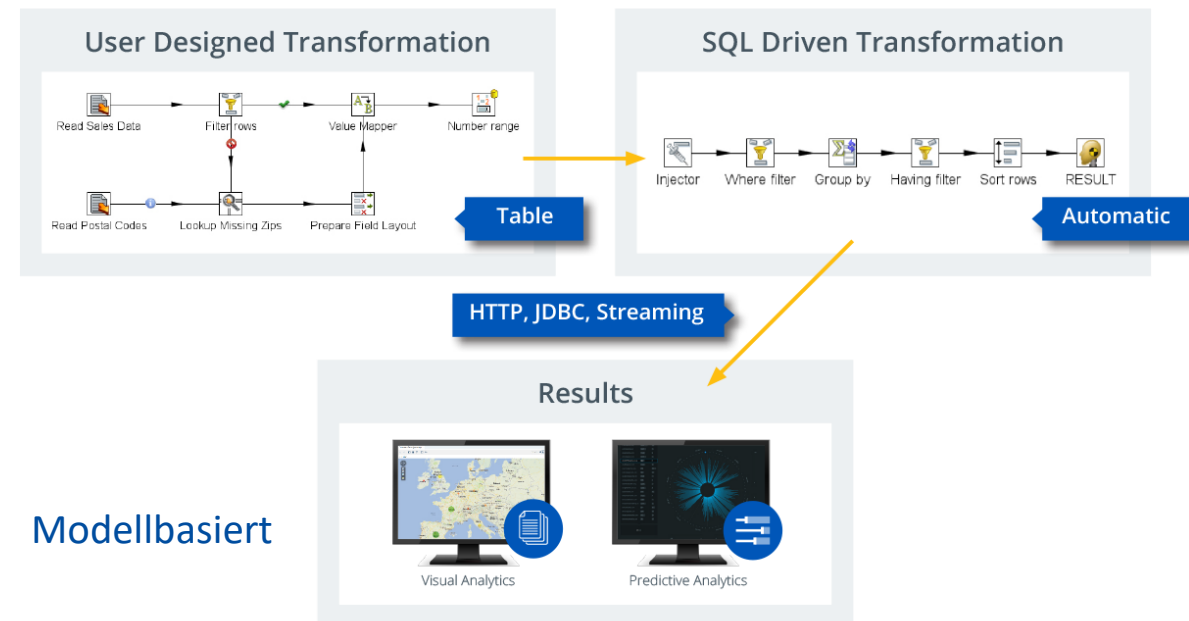 User Designed Transformation
Read Sales Data
Filter rows
Value Mapper
Number range
Read Postal Codes
Lookup Missing Zips
Prepare Field Layout
Table
SQL Driven Transformation
Injector
Where filter
Group by
Having filter
Sort rows
RESULT
Automatic
HTTP, JDBC, Streaming
Results
Visual Analytics
Predictive Analytics
Modellbasiert